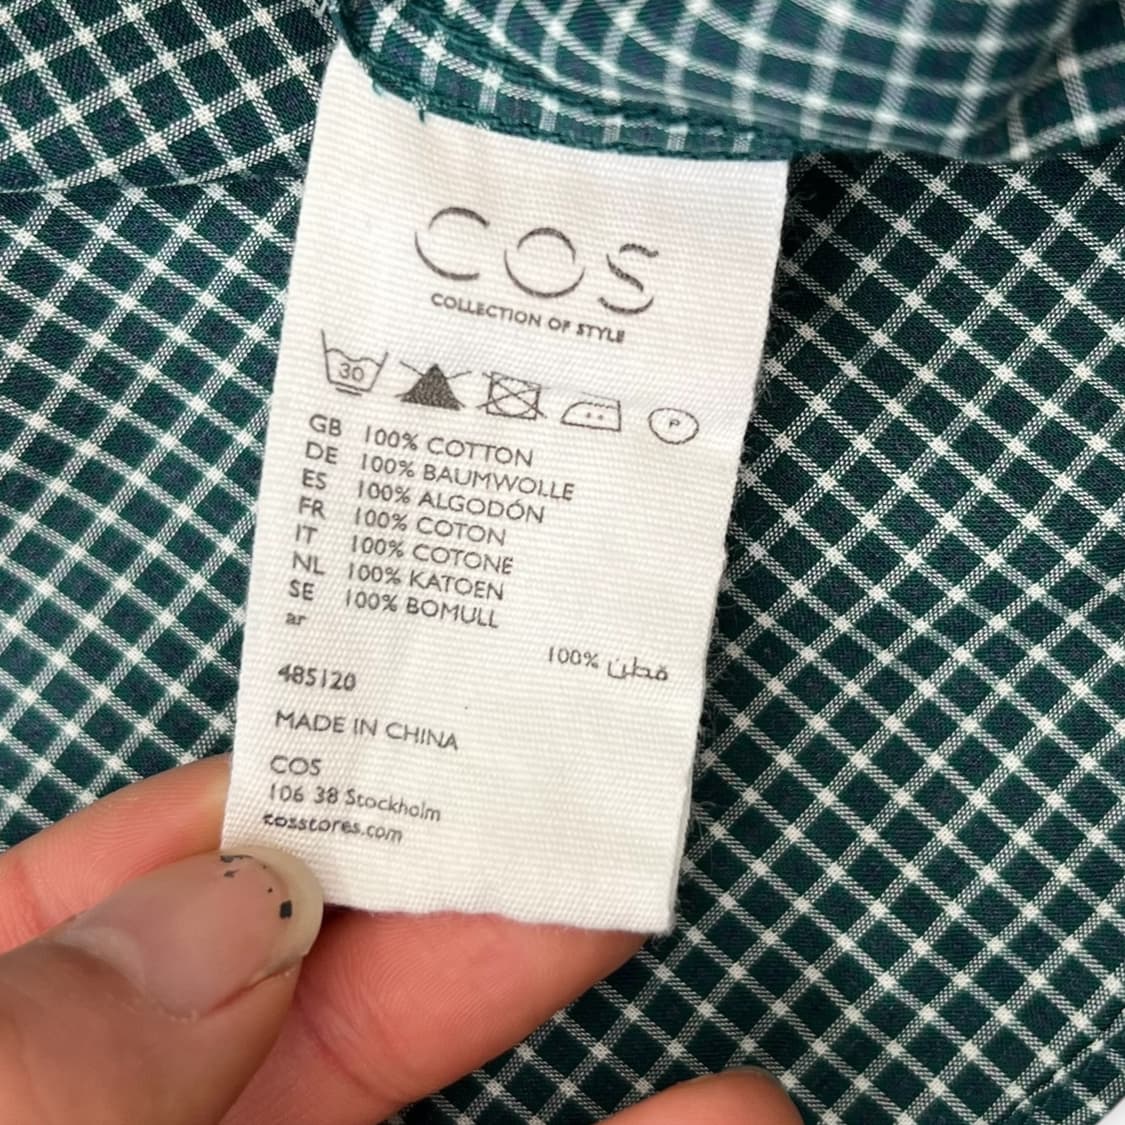 COS
COLLECTION OF STYLE
30
P
GB 100% COTTON
DE 100% BAUMWOLLE
ES 100% ALGODÓN
FR 100% COTON
IT 100% COTONE
NL 100% KATOEN
SE 100% BOMULL
ar
100% قطن
485120
MADE IN CHINA
COS
106 38 Stockholm
cosstores.com